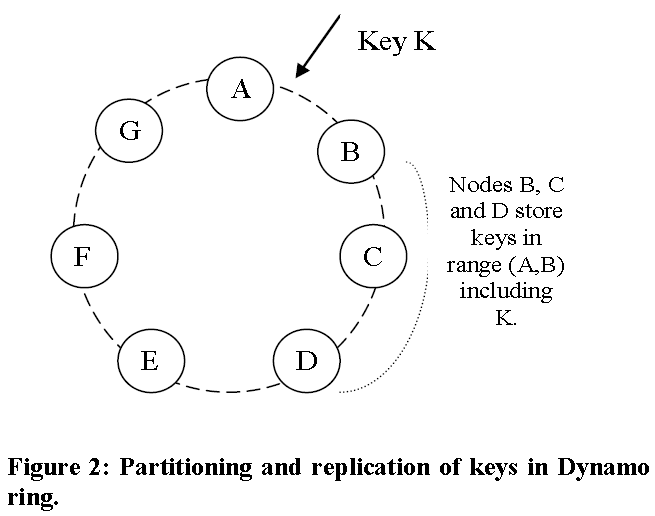 Key K
A
B
C
D
E
F
G
Nodes B, C
and D store
keys in
range (A,B)
including
K.
Figure 2: Partitioning and replication of keys in Dynamo
ring.